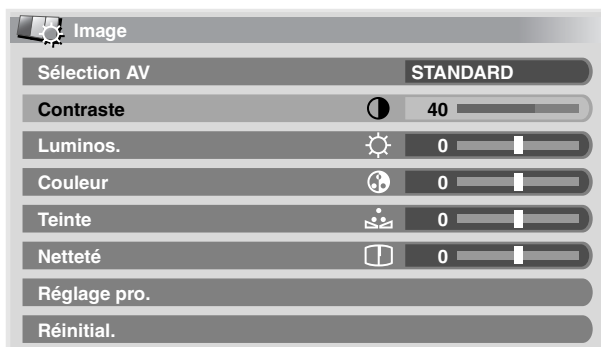 Image
Sélection AV STANDARD
Contraste 40
Luminos. 0
Couleur 0
Teinte 0
Netteté 0
Réglage pro.
Réinitial.